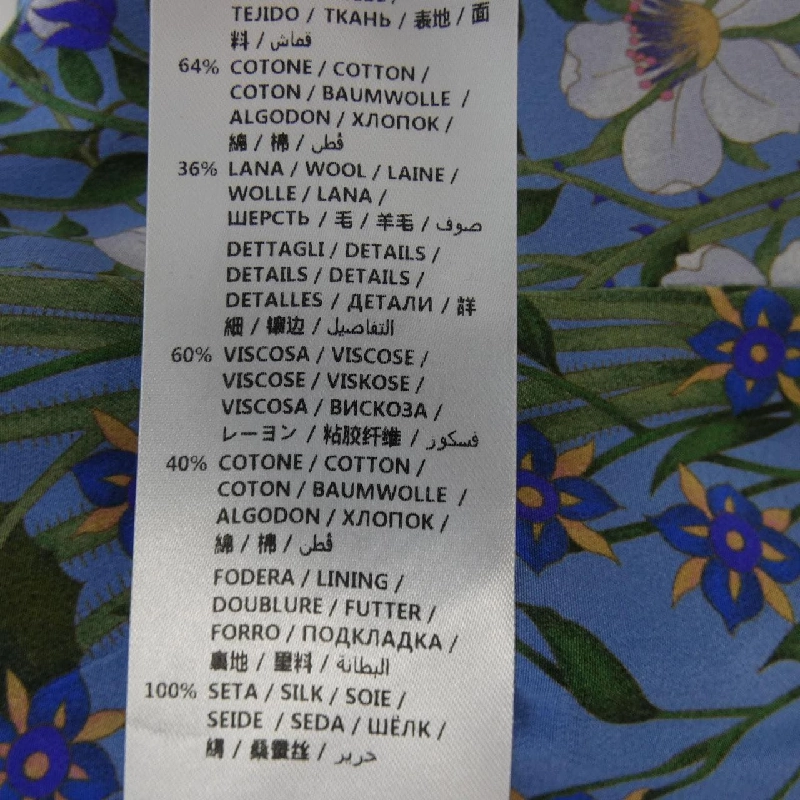 TEJIDO / ТКАНЬ / 表地 / 面
料 / قماش
64% COTONE / COTTON /
COTON / BAUMWOLLE /
ALGODON / ХЛОПОК /
綿 / 棉 / قطن
36% LANA / WOOL / LAINE /
WOLLE / LANA /
ШЕРСТЬ / 毛 / 羊毛 / صوف
DETTAGLI / DETAILS /
DETAILS / DETAILS /
DETALLES / ДЕТАЛИ / 詳
細 / 镶边 / التفاصيل
60% VISCOSA / VISCOSE /
VISCOSE / VISKOSE /
VISCOSA / ВИСКОЗА /
レーヨン / 粘胶纤维 / فسكوز
40% COTONE / COTTON /
COTON / BAUMWOLLE /
ALGODON / ХЛОПОК /
綿 / 棉 / قطن
FODERA / LINING /
DOUBLURE / FUTTER /
FORRO / ПОДКЛАДКА /
裏地 / 里料 / البطانة
100% SETA / SILK / SOIE /
SEIDE / SEDA / ШЁЛК /
絹 / 桑蚕丝 / حرير